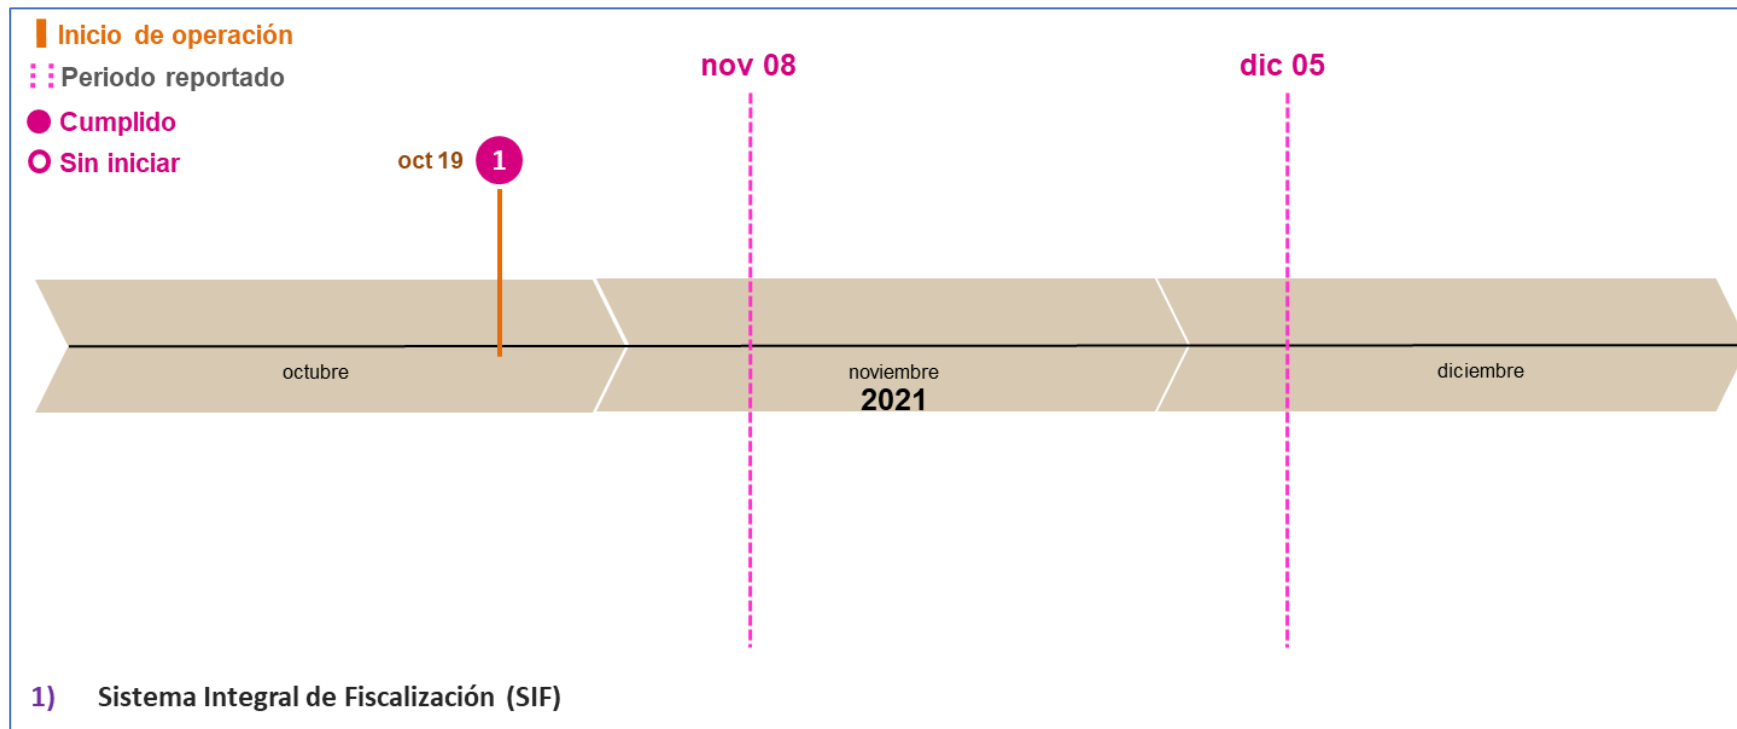 Inicio de operación
Periodo reportado
Cumplido
Sin iniciar
nov 08
dic 05
oct 19
1
octubre
noviembre
diciembre
2021
1) Sistema Integral de Fiscalización (SIF)